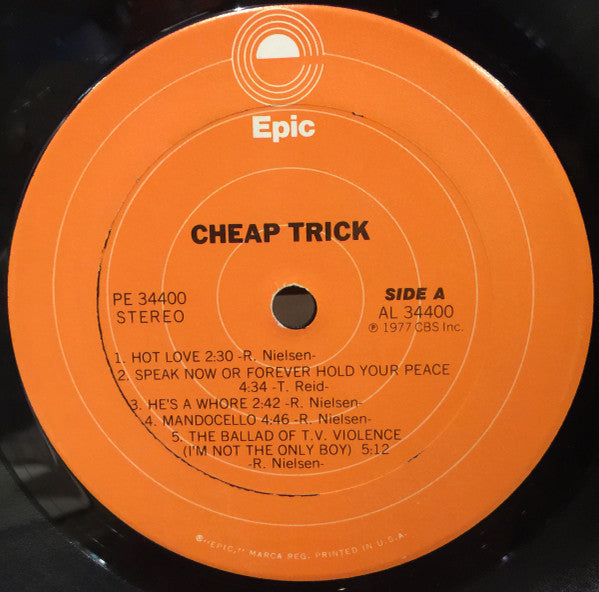 Epic
CHEAP TRICK
PE 34400
STEREO
SIDE A
AL 34400
℗ 1977 CBS Inc.
1. HOT LOVE 2:30 -R. Nielsen-
2. SPEAK NOW OR FOREVER HOLD YOUR PEACE
4:34 -T. Reid-
3. HE'S A WHORE 2:42 -R. Nielsen-
4. MANDOCELLO 4:46 -R. Nielsen-
5. THE BALLAD OF T.V. VIOLENCE
(I'M NOT THE ONLY BOY) 5:12
-R. Nielsen-
®"EPIC," MARCA REG. PRINTED IN U.S.A.